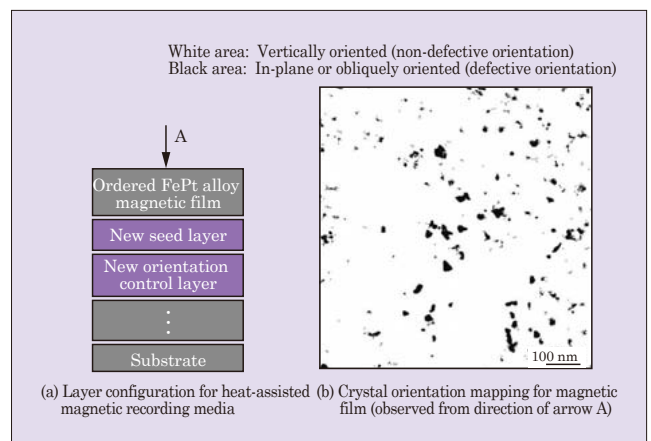 White area: Vertically oriented (non-defective orientation)
Black area: In-plane or obliquely oriented (defective orientation)
A
Ordered FePt alloy
magnetic film
New seed layer
New orientation
control layer
⋮
Substrate
100 nm
(a) Layer configuration for heat-assisted
magnetic recording media
(b) Crystal orientation mapping for magnetic
film (observed from direction of arrow A)